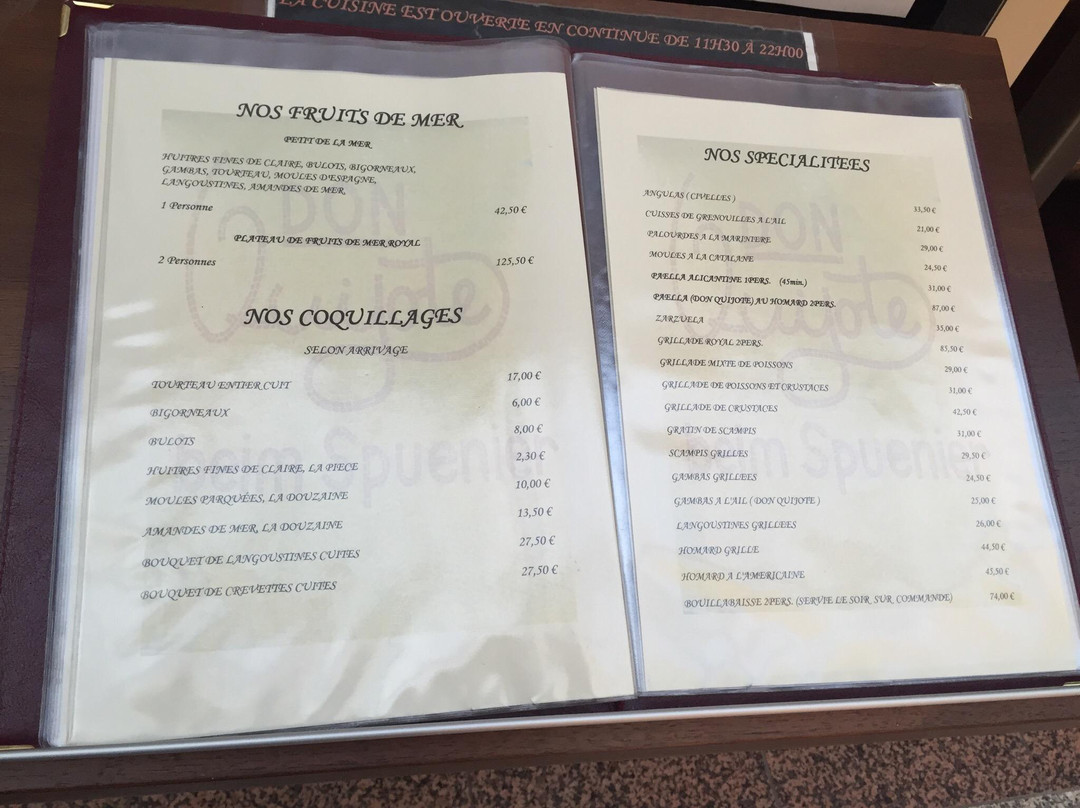 LA CUISINE EST OUVERTE EN CONTINUE DE 11H30 À 22H00
NOS FRUITS DE MER
PETIT DE LA MER
HUITRES FINES DE CLAIRE, BULOTS, BIGORNEAUX,
GAMBAS, TOURTEAU, MOULES D'ESPAGNE,
LANGOUSTINES, AMANDES DE MER,
1 Personne 42,50 €
PLATEAU DE FRUITS DE MER ROYAL
2 Personnes 125,50 €
NOS COQUILLAGES
SELON ARRIVAGE
TOURTEAU ENTIER CUIT 17,00 €
BIGORNEAUX 6,00 €
BULOTS 8,00 €
HUITRES FINES DE CLAIRE, LA PIECE 2,30 €
MOULES PARQUÉES, LA DOUZAINE 10,00 €
AMANDES DE MER, LA DOUZAINE 13,50 €
BOUQUET DE LANGOUSTINES CUITES 27,50 €
BOUQUET DE CREVETTES CUITES 27,50 €
DON
Quijote
beim Spuenier
NOS SPECIALITEES
ANGULAS ( CIVELLES ) 33,50 €
CUISSES DE GRENOUILLES A L'AIL 21,00 €
PALOURDES A LA MARINIERE 29,00 €
MOULES A LA CATALANE 24,50 €
PAELLA ALICANTINE 1PERS. (45min.) 31,00 €
PAELLA (DON QUIJOTE) AU HOMARD 2PERS. 87,00 €
ZARZUELA 33,00 €
GRILLADE ROYAL 2PERS. 85,50 €
GRILLADE MIXTE DE POISSONS 29,00 €
GRILLADE DE POISSONS ET CRUSTACES 31,00 €
GRILLADE DE CRUSTACES 42,50 €
GRATIN DE SCAMPIS 31,00 €
SCAMPIS GRILLES 29,50 €
GAMBAS GRILLEES 24,50 €
GAMBAS A L'AIL ( DON QUIJOTE ) 25,00 €
LANGOUSTINES GRILLEES 26,00 €
HOMARD GRILLE 44,50 €
HOMARD A L'AMERICAINE 45,50 €
BOUILLABAISSE 2PERS. (SERVIE LE SOIR SUR COMMANDE) 74,00 €
DON
Quijote
beim Spuenier